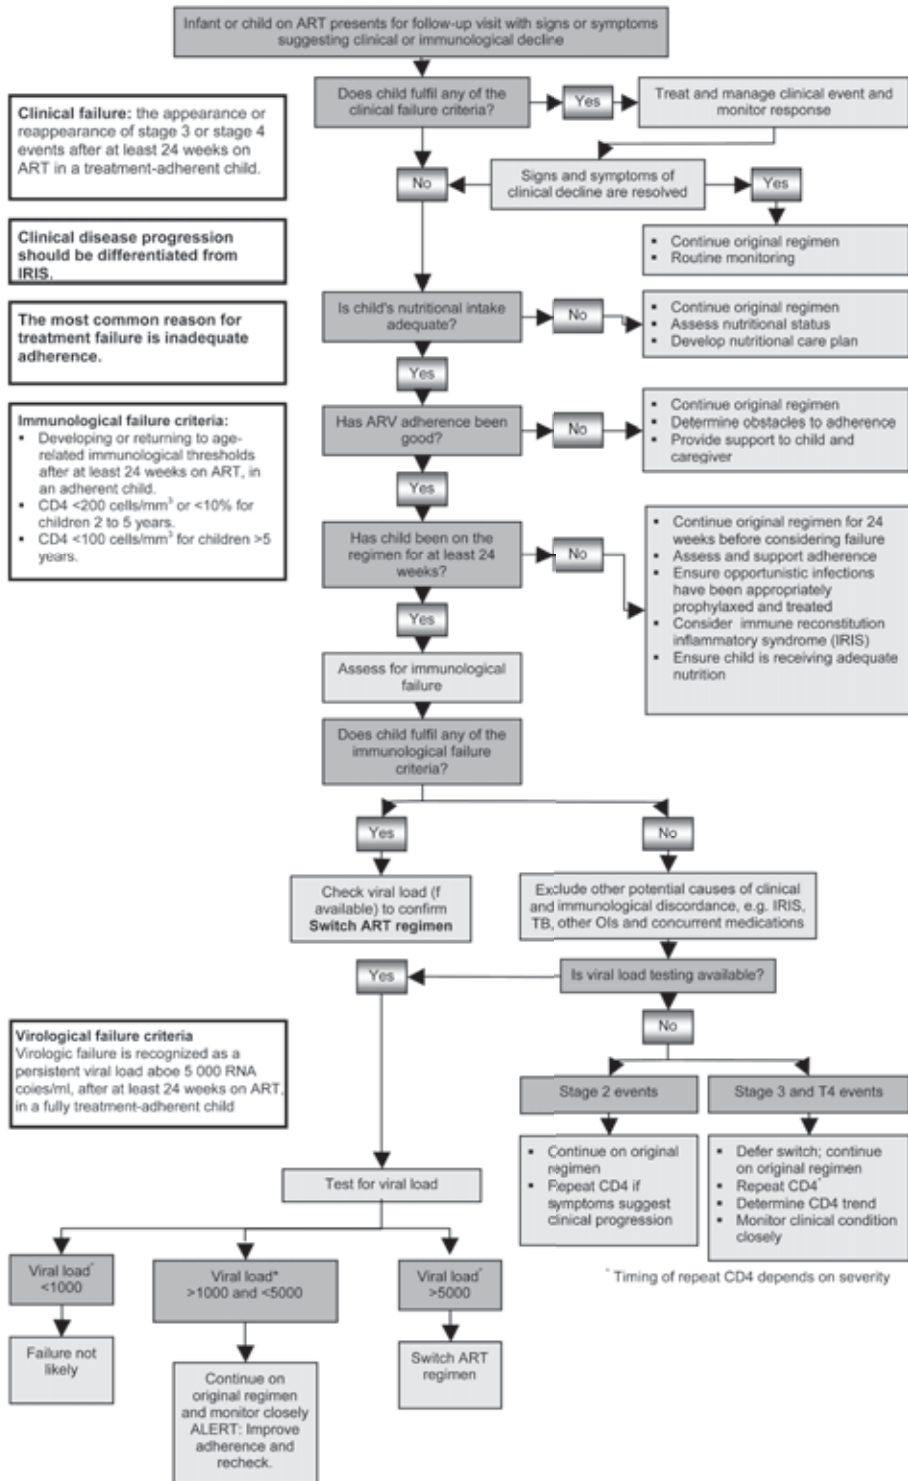 Infant or child on ART presents for follow-up visit with signs or symptoms
suggesting clinical or immunological decline
Does child fulfil any of the
clinical failure criteria?
Yes
Treat and manage clinical event and
monitor response
Clinical failure: the appearance or
reappearance of stage 3 or stage 4
events after at least 24 weeks on
ART in a treatment-adherent child.
No
Signs and symptoms of
clinical decline are resolved
Yes
Clinical disease progression
should be differentiated from
IRIS.
▪ Continue original regimen
▪ Routine monitoring
The most common reason for
treatment failure is inadequate
adherence.
Is child's nutritional intake
adequate?
No
▪ Continue original regimen
▪ Assess nutritional status
▪ Develop nutritional care plan
Yes
Immunological failure criteria:
▪ Developing or returning to age-
related immunological thresholds
after at least 24 weeks on ART, in
an adherent child.
▪ CD4 <200 cells/mm³ or <10% for
children 2 to 5 years.
▪ CD4 <100 cells/mm³ for children >5
years.
Has ARV adherence been
good?
No
▪ Continue original regimen
▪ Determine obstacles to adherence
▪ Provide support to child and
caregiver
Yes
Has child been on the
regimen for at least 24
weeks?
No
▪ Continue original regimen for 24
weeks before considering failure
▪ Assess and support adherence
▪ Ensure opportunistic infections
have been appropriately
prophylaxed and treated
▪ Consider immune reconstitution
inflammatory syndrome (IRIS)
▪ Ensure child is receiving adequate
nutrition
Yes
Assess for immunological
failure
Does child fulfil any of the
immunological failure
criteria?
Yes
No
Check viral load (f
available) to confirm
Switch ART regimen
Exclude other potential causes of clinical
and immunological discordance, e.g. IRIS,
TB, other OIs and concurrent medications
Yes
Is viral load testing available?
No
Virological failure criteria
Virologic failure is recognized as a
persistent viral load aboe 5 000 RNA
coies/ml, after at least 24 weeks on ART,
in a fully treatment-adherent child
Stage 2 events
Stage 3 and T4 events
▪ Continue on original
regimen
▪ Repeat CD4 if
symptoms suggest
clinical progression
▪ Defer switch; continue
on original regimen
▪ Repeat CD4*
▪ Determine CD4 trend
▪ Monitor clinical condition
closely
Test for viral load
* Timing of repeat CD4 depends on severity
Viral load*
<1000
Viral load*
>1000 and <5000
Viral load*
>5000
Failure not
likely
Continue on
original regimen
and monitor closely
ALERT: Improve
adherence and
recheck.
Switch ART
regimen